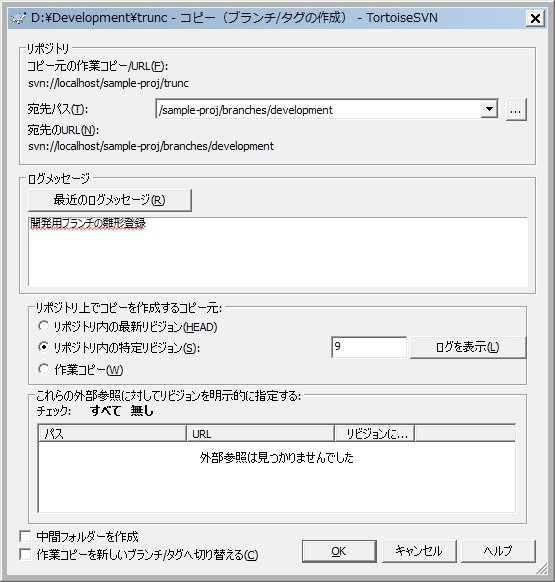 D:¥Development¥trunc - コピー（ブランチ/タグの作成） - TortoiseSVN
リポジトリ
コピー元の作業コピー/URL(F):
svn://localhost/sample-proj/trunc
宛先パス(T): /sample-proj/branches/development ...
宛先のURL(N):
svn://localhost/sample-proj/branches/development
ログメッセージ
最近のログメッセージ(R)
開発用ブランチの雛形登録
リポジトリ上でコピーを作成するコピー元:
リポジトリ内の最新リビジョン(HEAD)
リポジトリ内の特定リビジョン(S): 9 ログを表示(L)
作業コピー(W)
これらの外部参照に対してリビジョンを明示的に指定する:
チェック: すべて 無し
パス URL リビジョンに...
外部参照は見つかりませんでした
中間フォルダーを作成
作業コピーを新しいブランチ/タグへ切り替える(C)
OK キャンセル ヘルプ